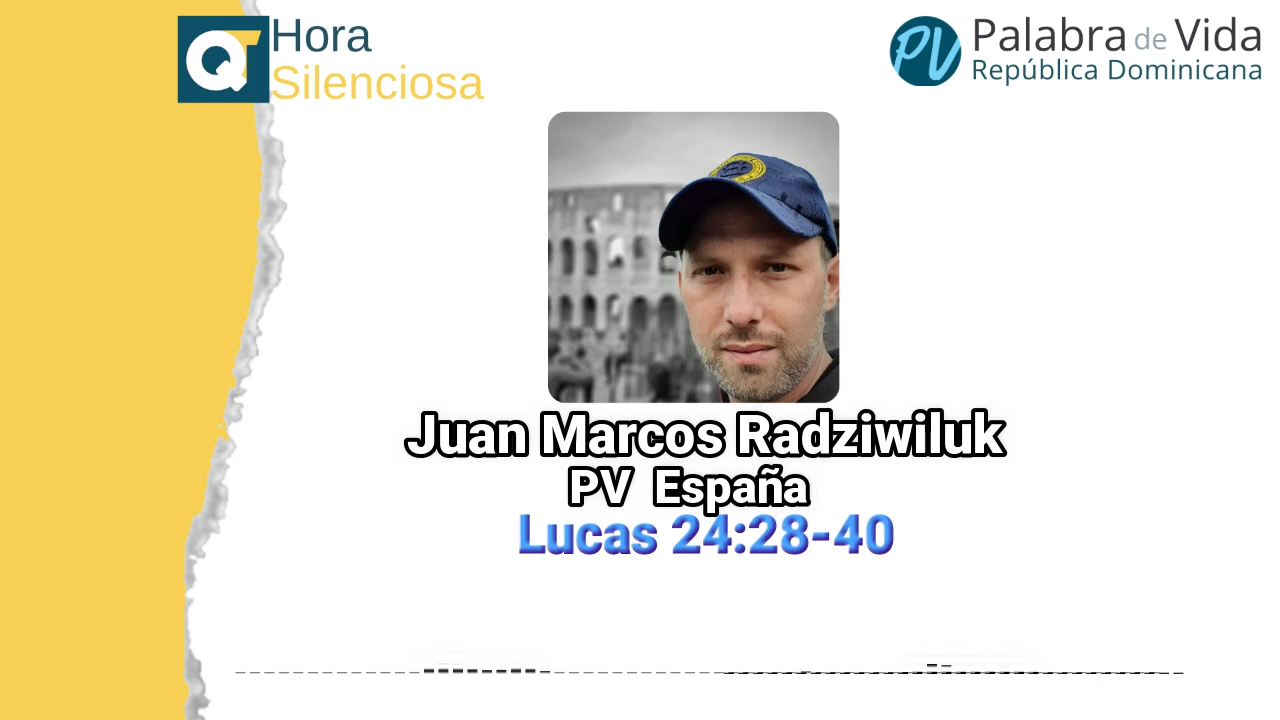 Hora
Silenciosa
Palabra de Vida
República Dominicana
Juan Marcos Radziwiluk
PV España
Lucas 24:28-40